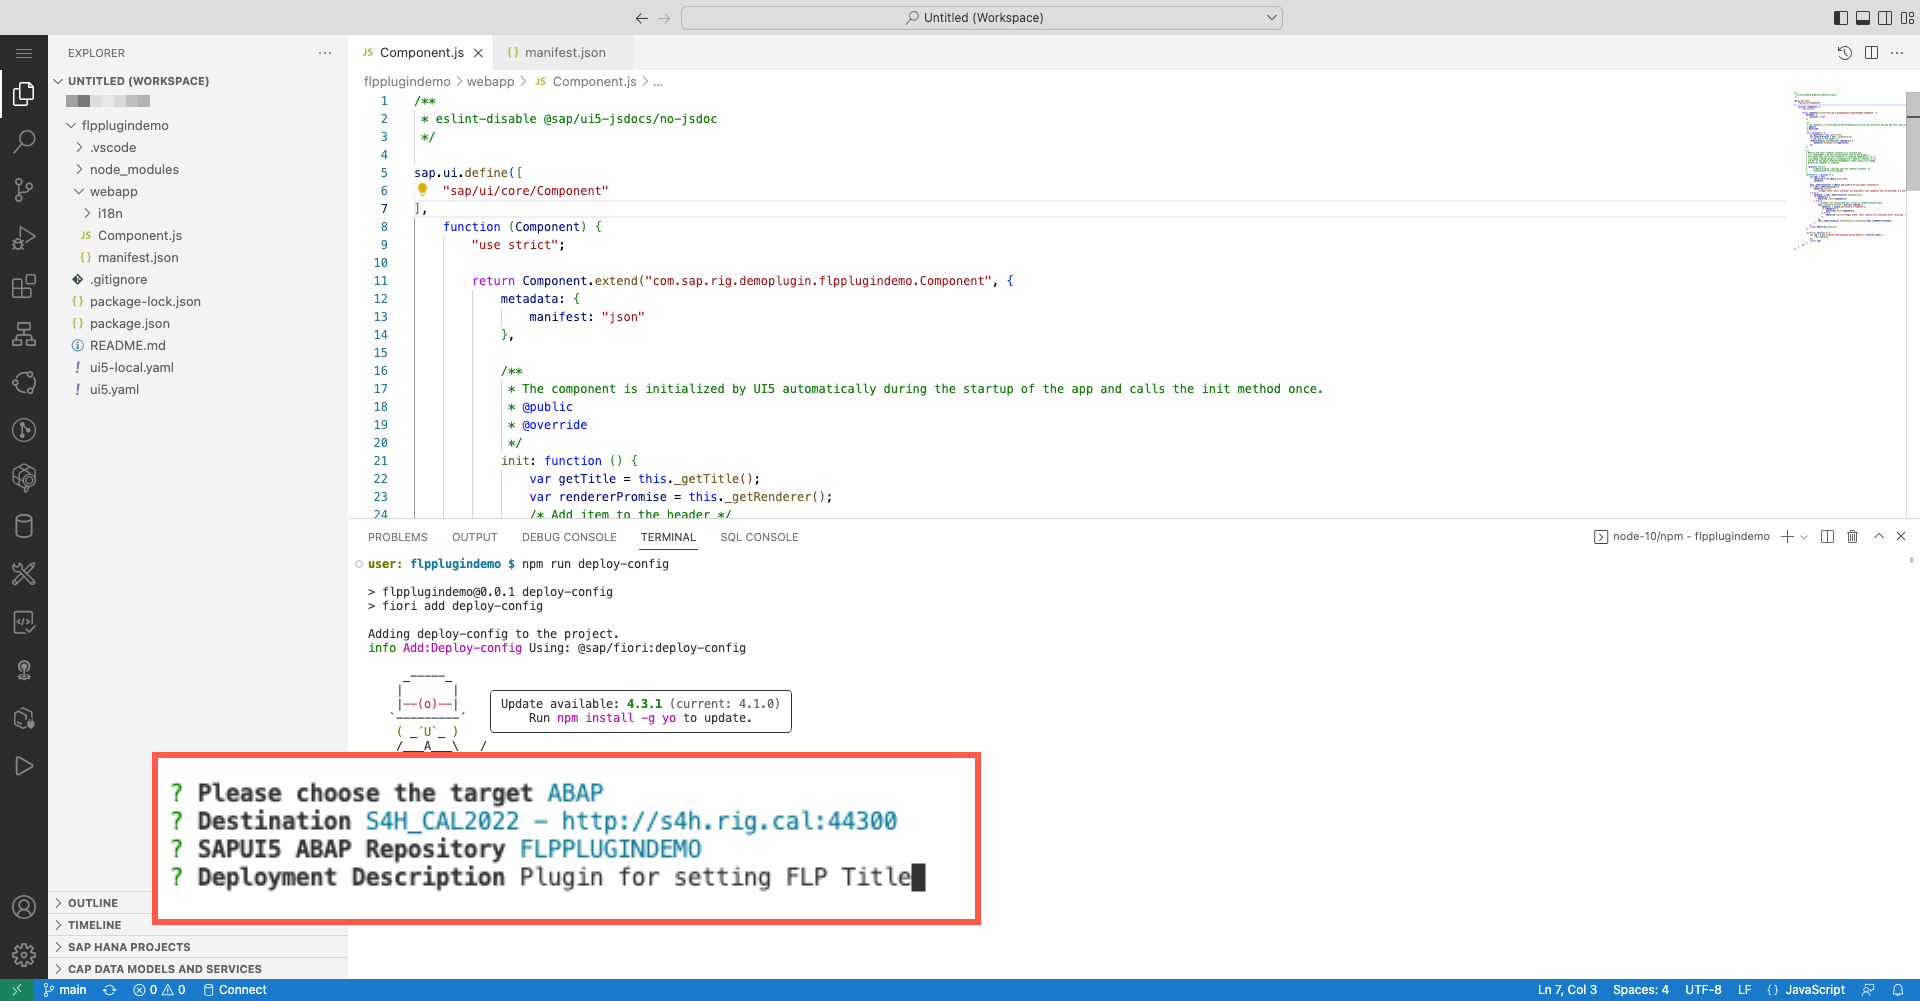 Untitled (Workspace)
EXPLORER
UNTITLED (WORKSPACE)
flpplugindemo
.vscode
node_modules
webapp
i18n
JS Component.js
{} manifest.json
.gitignore
{} package-lock.json
{} package.json
README.md
! ui5-local.yaml
! ui5.yaml
OUTLINE
TIMELINE
SAP HANA PROJECTS
CAP DATA MODELS AND SERVICES
JS Component.js
{} manifest.json
flpplugindemo > webapp > JS Component.js > ...
1 /**
2 * eslint-disable @sap/ui5-jsdocs/no-jsdoc
3 */
4
5 sap.ui.define([
6 "sap/ui/core/Component"
7 ],
8 function (Component) {
9 "use strict";
10
11 return Component.extend("com.sap.rig.demoplugin.flpplugindemo.Component", {
12 metadata: {
13 manifest: "json"
14 },
15
16 /**
17 * The component is initialized by UI5 automatically during the startup of the app and calls the init method once.
18 * @public
19 * @override
20 */
21 init: function () {
22 var getTitle = this._getTitle();
23 var rendererPromise = this._getRenderer();
24 /* Add item to the header */
PROBLEMS OUTPUT DEBUG CONSOLE TERMINAL SQL CONSOLE
node-10/npm - flpplugindemo
user: flpplugindemo $ npm run deploy-config
> flpplugindemo@0.0.1 deploy-config
> fiori add deploy-config
Adding deploy-config to the project.
info Add:Deploy-config Using: @sap/fiori:deploy-config
_-----_
| |
|--(o)--|
`---------´
( _´U`_ )
/___A___\ /
Update available: 4.3.1 (current: 4.1.0)
Run npm install -g yo to update.
? Please choose the target ABAP
? Destination S4H_CAL2022 - http://s4h.rig.cal:44300
? SAPUI5 ABAP Repository FLPPLUGINDEMO
? Deployment Description Plugin for setting FLP Title
main 0 0 Connect
Ln 7, Col 3 Spaces: 4 UTF-8 LF {} JavaScript